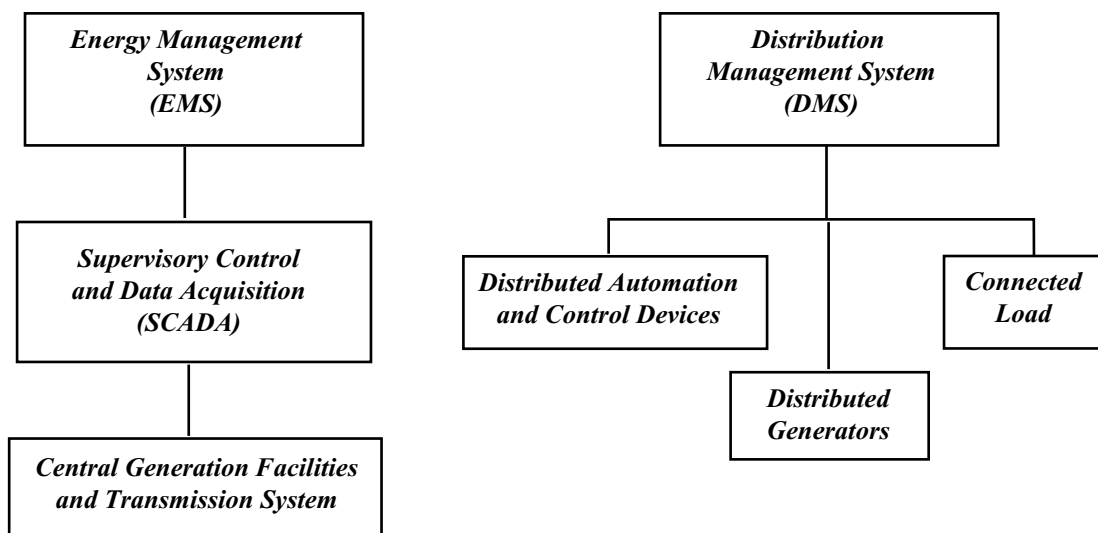 Energy Management
System
(EMS)
Supervisory Control
and Data Acquisition
(SCADA)
Central Generation Facilities
and Transmission System
Distribution
Management System
(DMS)
Distributed Automation
and Control Devices
Distributed
Generators
Connected
Load